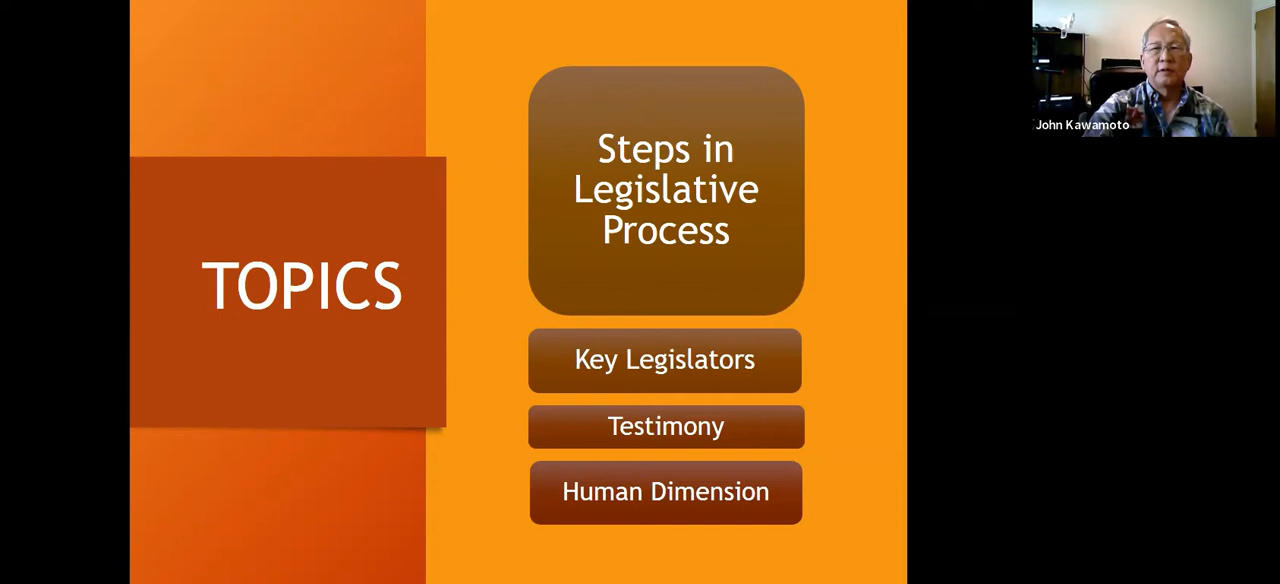 TOPICS
Steps in
Legislative
Process
Key Legislators
Testimony
Human Dimension
John Kawamoto